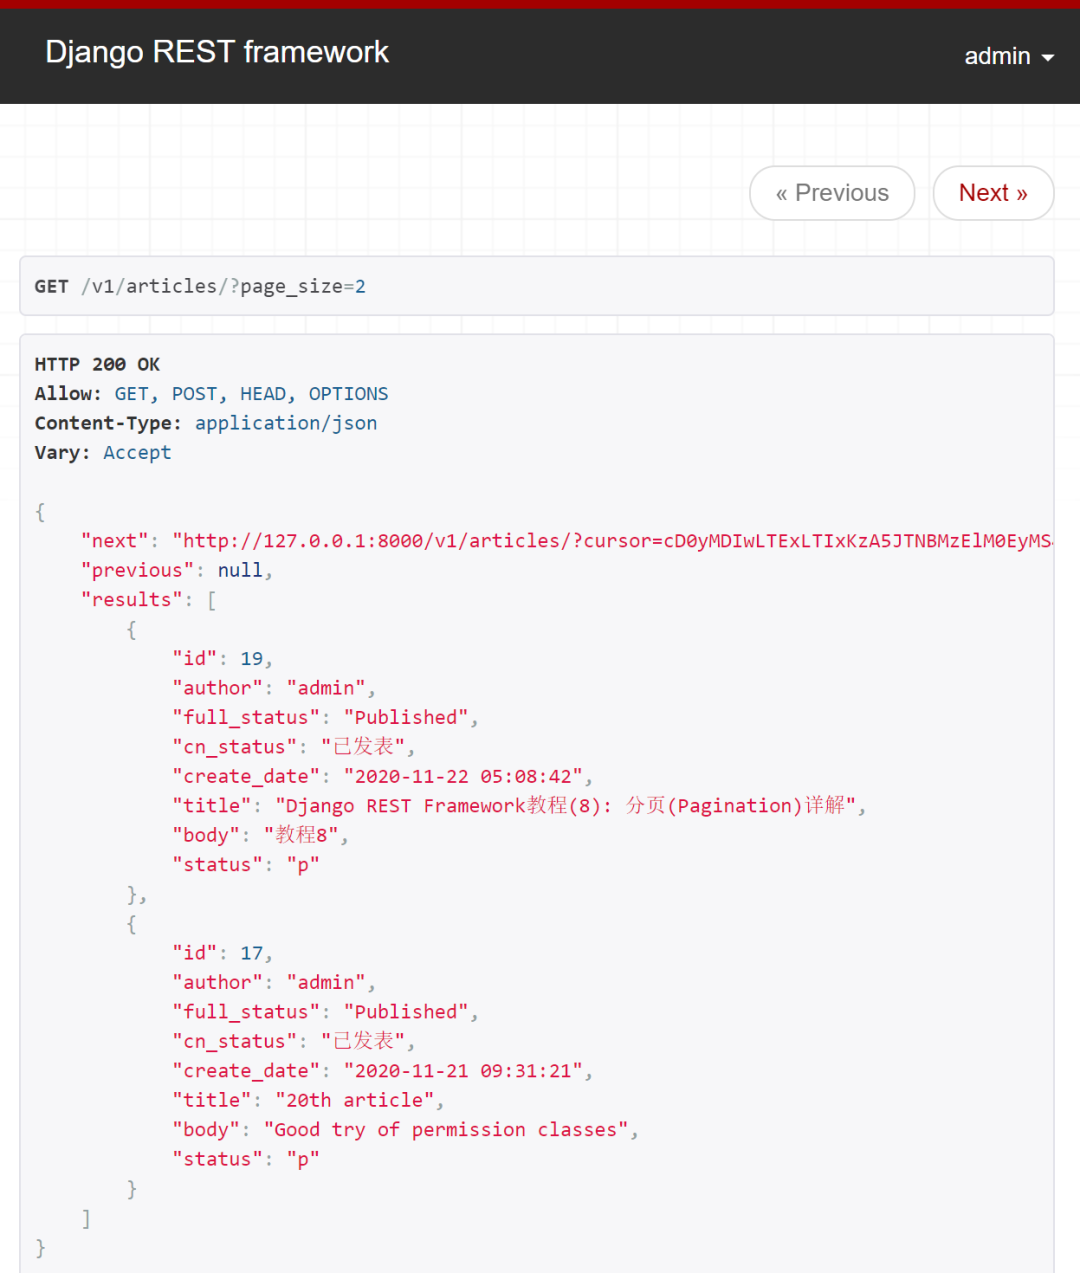 Django REST framework
admin
« Previous
Next »
GET /v1/articles/?page_size=2
HTTP 200 OK
Allow: GET, POST, HEAD, OPTIONS
Content-Type: application/json
Vary: Accept
{
"next": "http://127.0.0.1:8000/v1/articles/?cursor=cD0yMDIwLTExLTIxKzA5JTNBMzElM0EyMS
"previous": null,
"results": [
{
"id": 19,
"author": "admin",
"full_status": "Published",
"cn_status": "已发表",
"create_date": "2020-11-22 05:08:42",
"title": "Django REST Framework教程(8): 分页(Pagination)详解",
"body": "教程8",
"status": "p"
},
{
"id": 17,
"author": "admin",
"full_status": "Published",
"cn_status": "已发表",
"create_date": "2020-11-21 09:31:21",
"title": "20th article",
"body": "Good try of permission classes",
"status": "p"
}
]
}